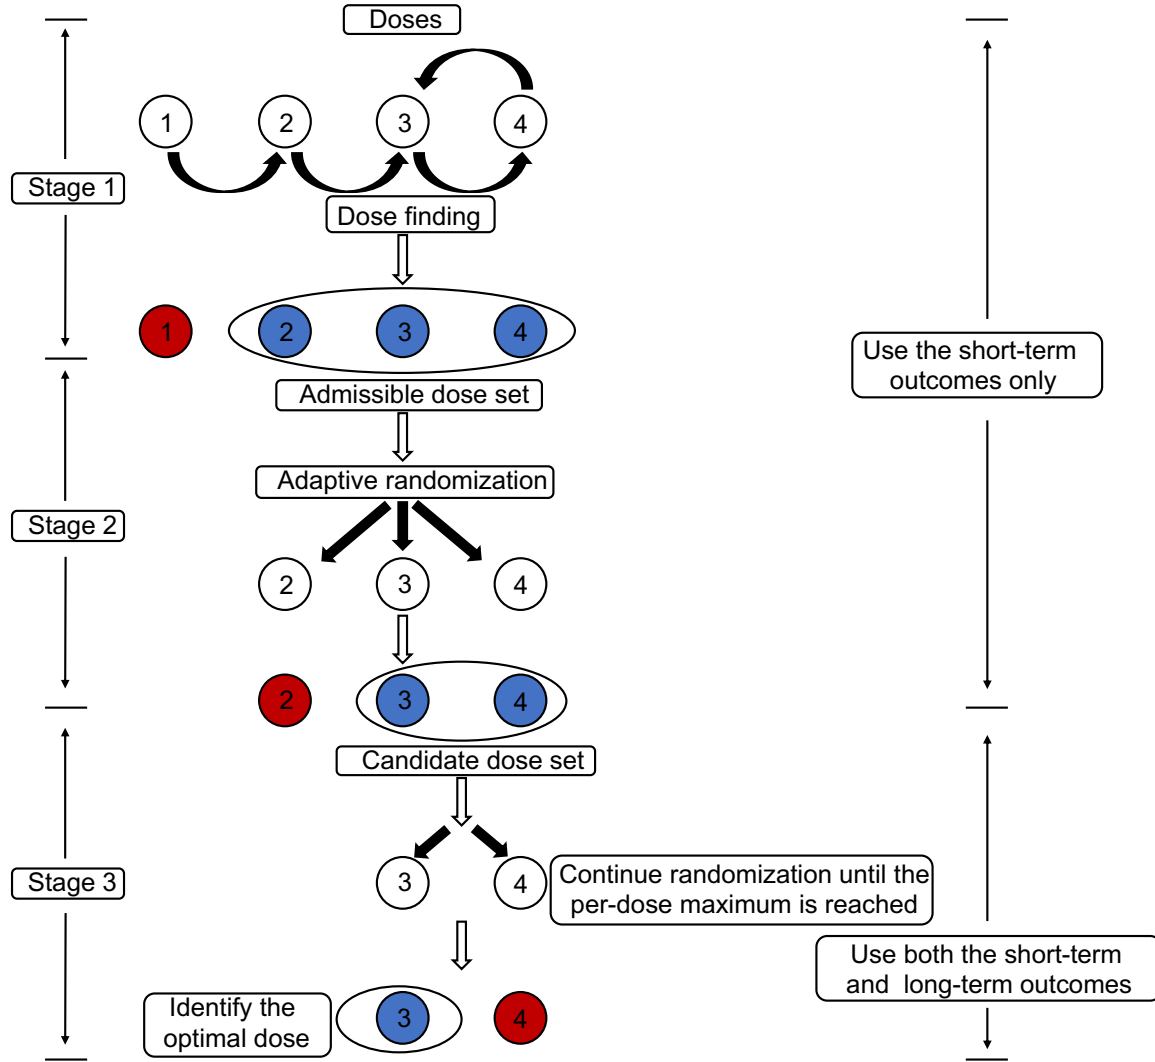 Doses
1 2 3 4
Stage 1
Dose finding
1 2 3 4
Use the short-term
outcomes only
Admissible dose set
Adaptive randomization
Stage 2
2 3 4
2 3 4
Candidate dose set
Stage 3
3 4
Continue randomization until the
per-dose maximum is reached
Use both the short-term
and long-term outcomes
Identify the
optimal dose
3 4